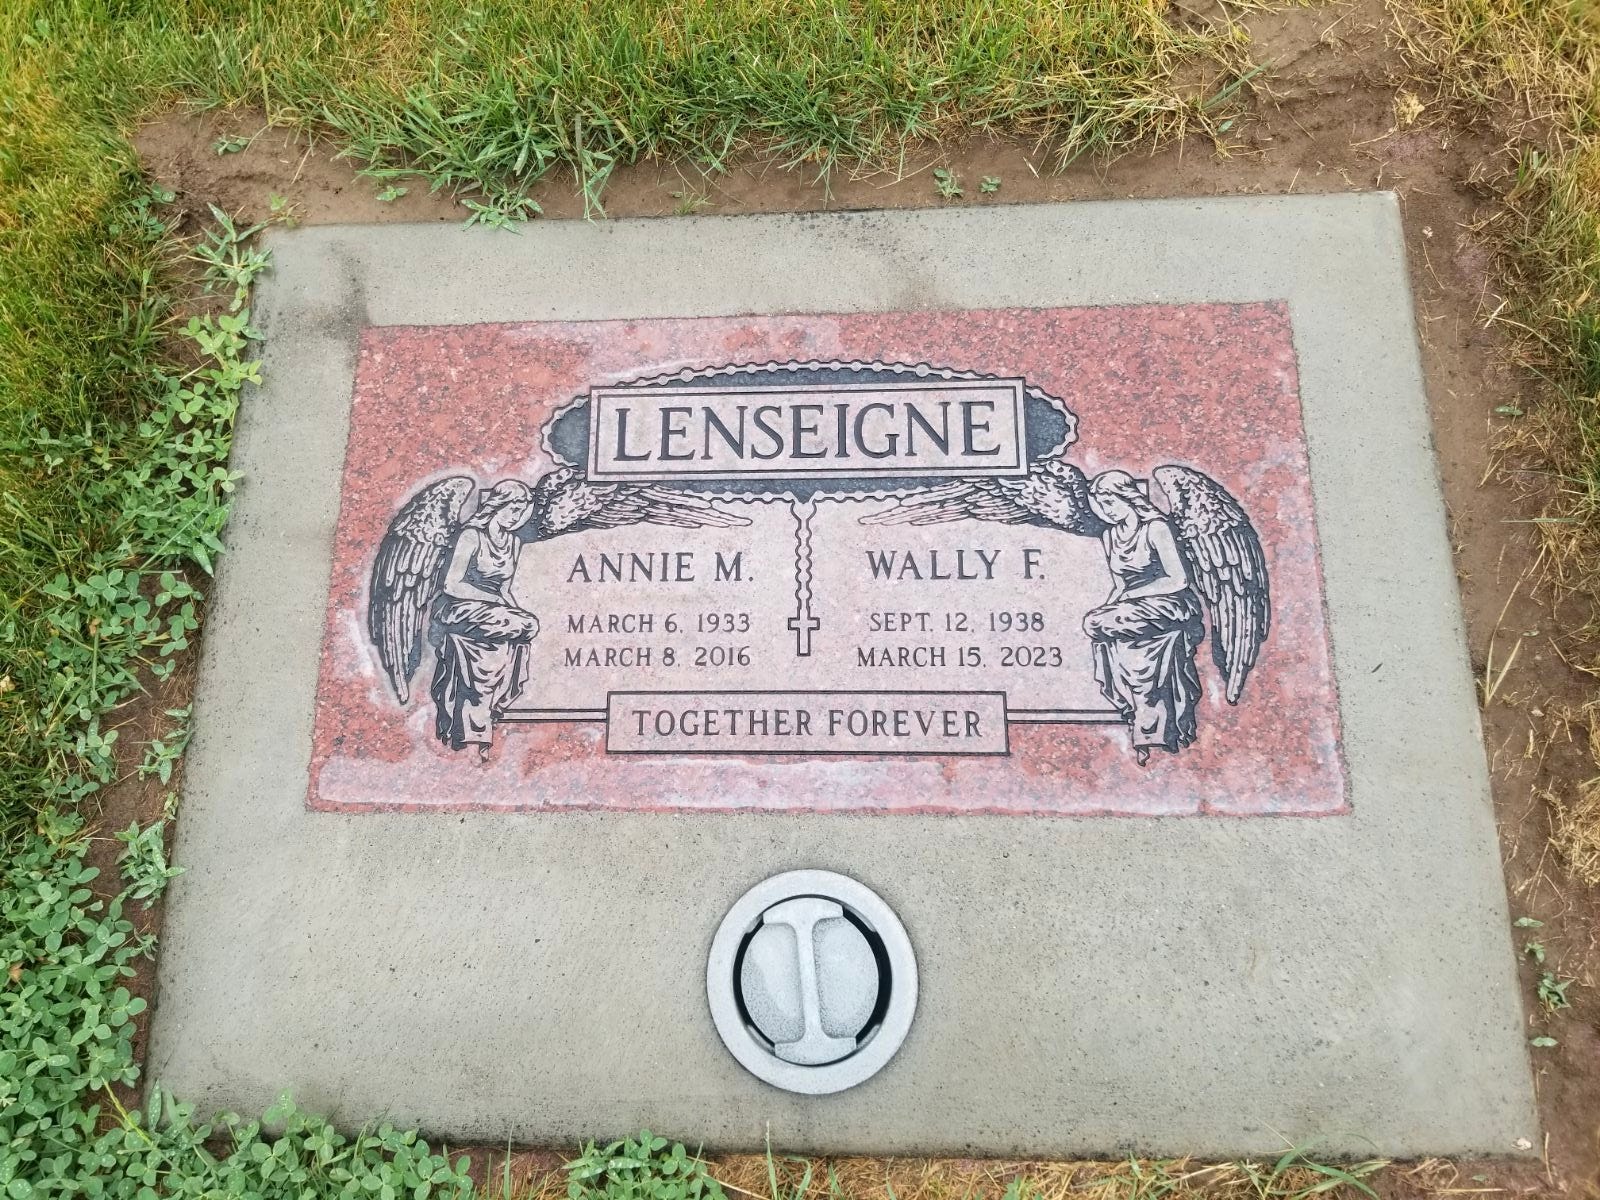 LENSEIGNE
ANNIE M.
MARCH 6, 1933
MARCH 8, 2016
WALLY F.
SEPT. 12, 1938
MARCH 15, 2023
TOGETHER FOREVER